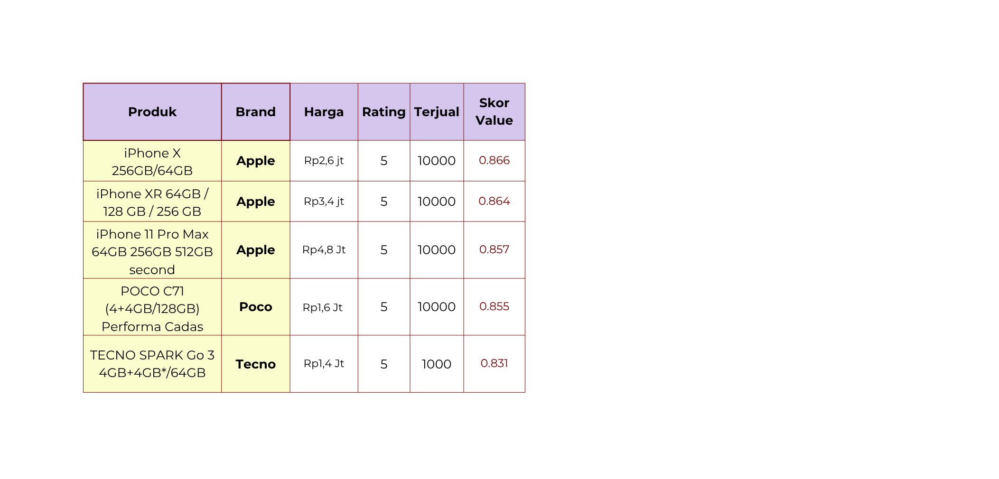 Produk Brand Harga Rating Terjual Skor Value
iPhone X
256GB/64GB
Apple Rp2,6 jt 5 10000 0.866
iPhone XR 64GB /
128 GB / 256 GB
Apple Rp3,4 jt 5 10000 0.864
iPhone 11 Pro Max
64GB 256GB 512GB
second
Apple Rp4,8 Jt 5 10000 0.857
POCO C71
(4+4GB/128GB)
Performa Cadas
Poco Rp1,6 Jt 5 10000 0.855
TECNO SPARK Go 3
4GB+4GB*/64GB
Tecno Rp1,4 Jt 5 1000 0.831